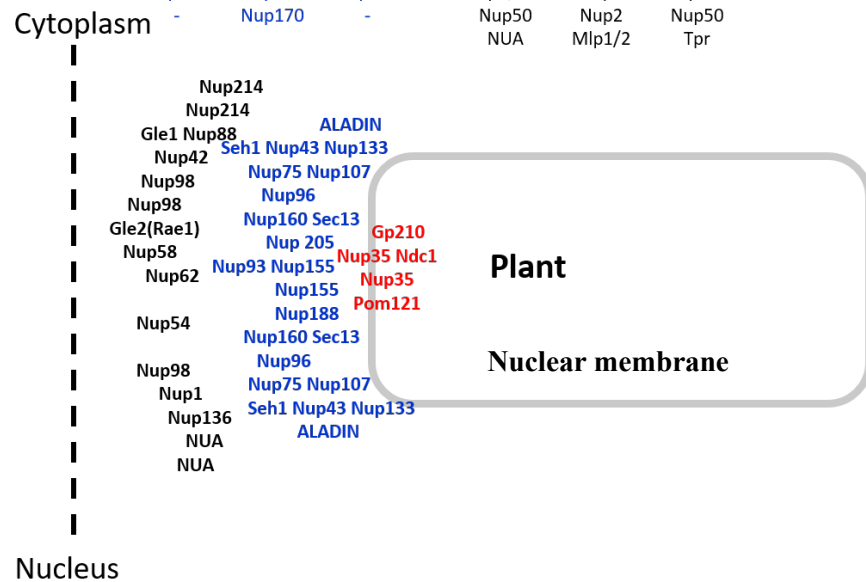 Cytoplasm
- Nup170 - Nup50 Nup2 Nup50
NUA Mlp1/2 Tpr
Nup214
Nup214
ALADIN
Gle1 Nup88
Seh1 Nup43 Nup133
Nup42
Nup75 Nup107
Nup98
Nup96
Nup98
Nup160 Sec13
Gle2(Rae1)
Gp210
Nup 205
Nup58
Nup35 Ndc1
Plant
Nup93 Nup155
Nup62
Nup35
Nup155
Pom121
Nup188
Nup54
Nup160 Sec13
Nuclear membrane
Nup96
Nup98
Nup75 Nup107
Nup1
Seh1 Nup43 Nup133
Nup136
ALADIN
NUA
NUA
Nucleus